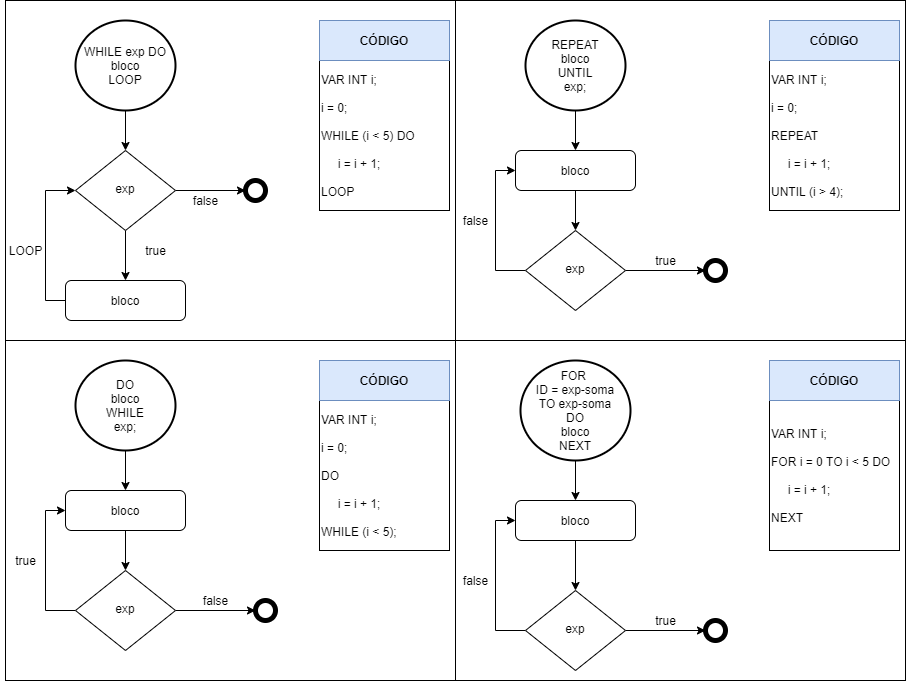 WHILE exp DO
bloco
LOOP
exp
false
true
LOOP
bloco
CÓDIGO
VAR INT i;
i = 0;
WHILE (i < 5) DO
i = i + 1;
LOOP
REPEAT
bloco
UNTIL
exp;
bloco
false
exp
true
CÓDIGO
VAR INT i;
i = 0;
REPEAT
i = i + 1;
UNTIL (i > 4);
DO
bloco
WHILE
exp;
bloco
true
exp
false
CÓDIGO
VAR INT i;
i = 0;
DO
i = i + 1;
WHILE (i < 5);
FOR
ID = exp-soma
TO exp-soma
DO
bloco
NEXT
bloco
false
exp
true
CÓDIGO
VAR INT i;
FOR i = 0 TO i < 5 DO
i = i + 1;
NEXT